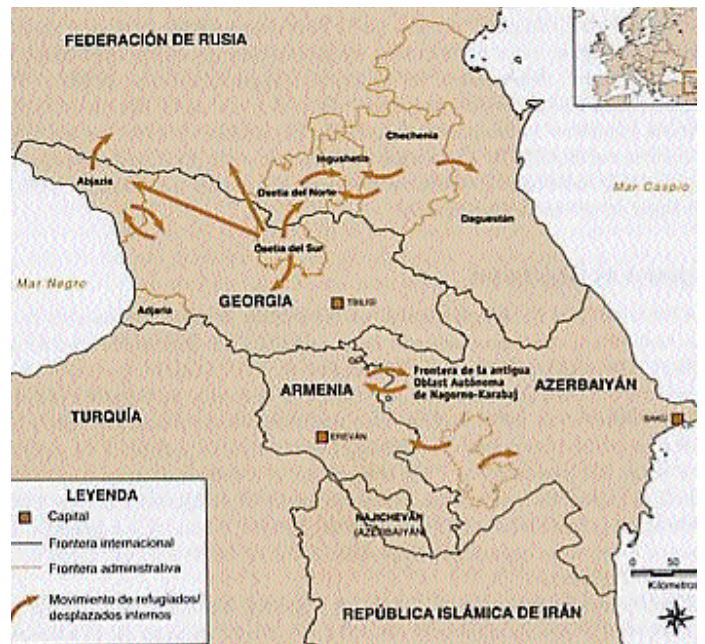 FEDERACIÓN DE RUSIA
Chechenia
Ingushetia
Abjazia
Osetia del Norte
Mar Caspio
Daguestán
Osetia del Sur
Mar Negro
GEORGIA
TBILISI
Adjaria
Frontera de la antigua
Oblast Autónoma
de Nagorno-Karabaj
ARMENIA
AZERBAIYÁN
TURQUÍA
BAKÚ
EREVÁN
LEYENDA
Capital
Frontera internacional
Frontera administrativa
Movimiento de refugiados/
desplazados internos
NAJICHEVÁN
(AZERBAIYÁN)
0 50
Kilómetros
REPÚBLICA ISLÁMICA DE IRÁN